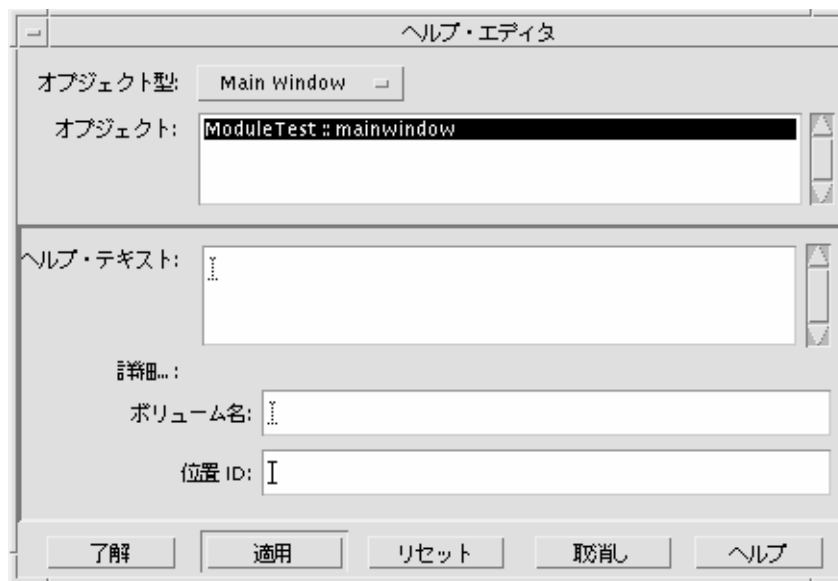 ヘルプ・エディタ
オブジェクト型: Main Window
オブジェクト: ModuleTest :: mainwindow
ヘルプ・テキスト:
詳細... :
ボリューム名:
位置 ID:
了解 適用 リセット 取消し ヘルプ